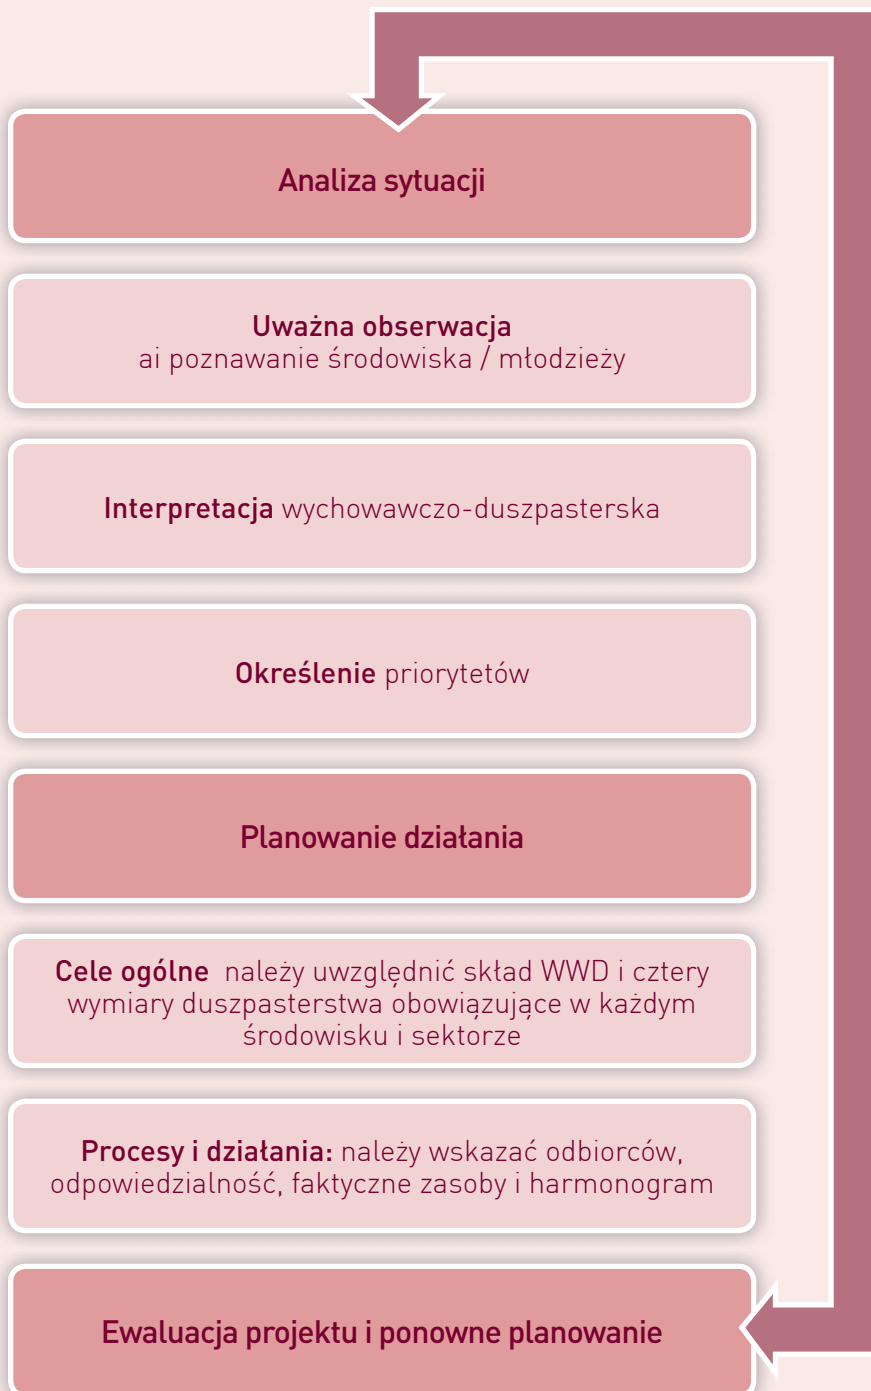 Analiza sytuacji
Uważna obserwacja
ai poznawanie środowiska / młodzieży
Interpretacja wychowawczo-duszpasterska
Określenie priorytetów
Planowanie działania
Cele ogólne należy uwzględnić skład WWD i cztery
wymiary duszpasterstwa obowiązujące w każdym
środowisku i sektorze
Procesy i działania: należy wskazać odbiorców,
odpowiedzialność, faktyczne zasoby i harmonogram
Ewaluacja projektu i ponowne planowanie